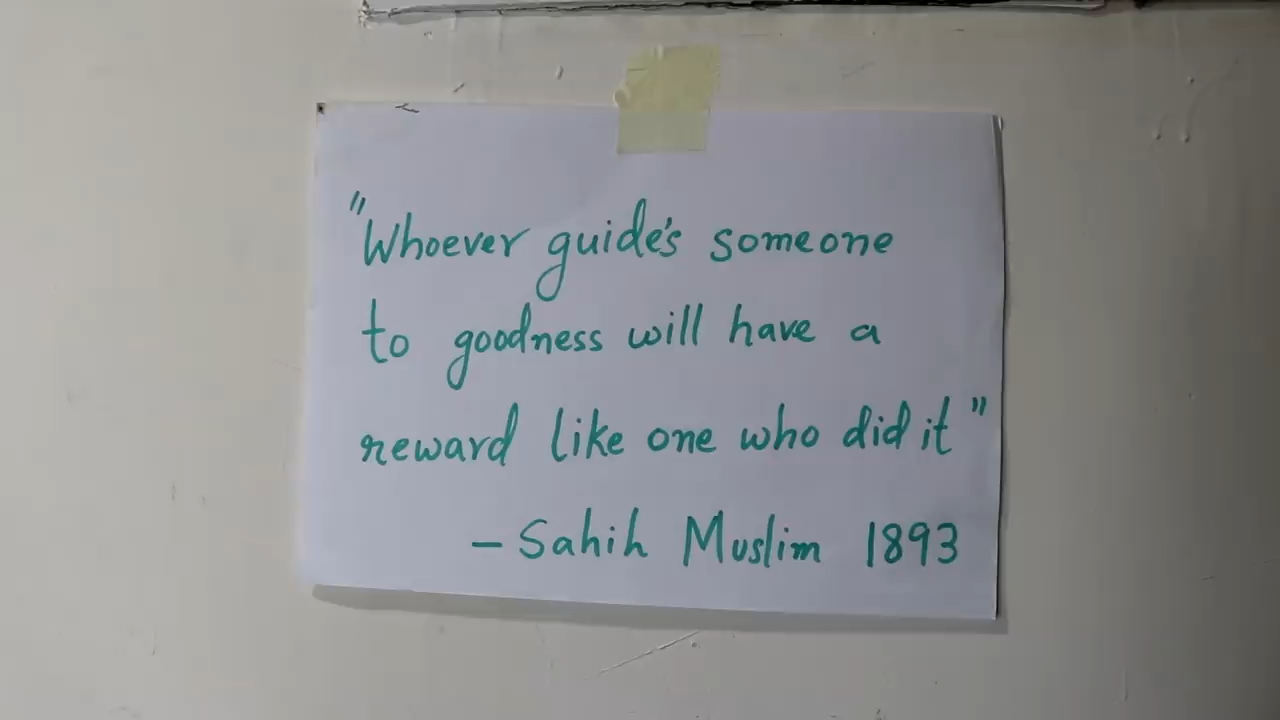 "Whoever guide's someone
to goodness will have a
reward like one who did it"
- Sahih Muslim 1893